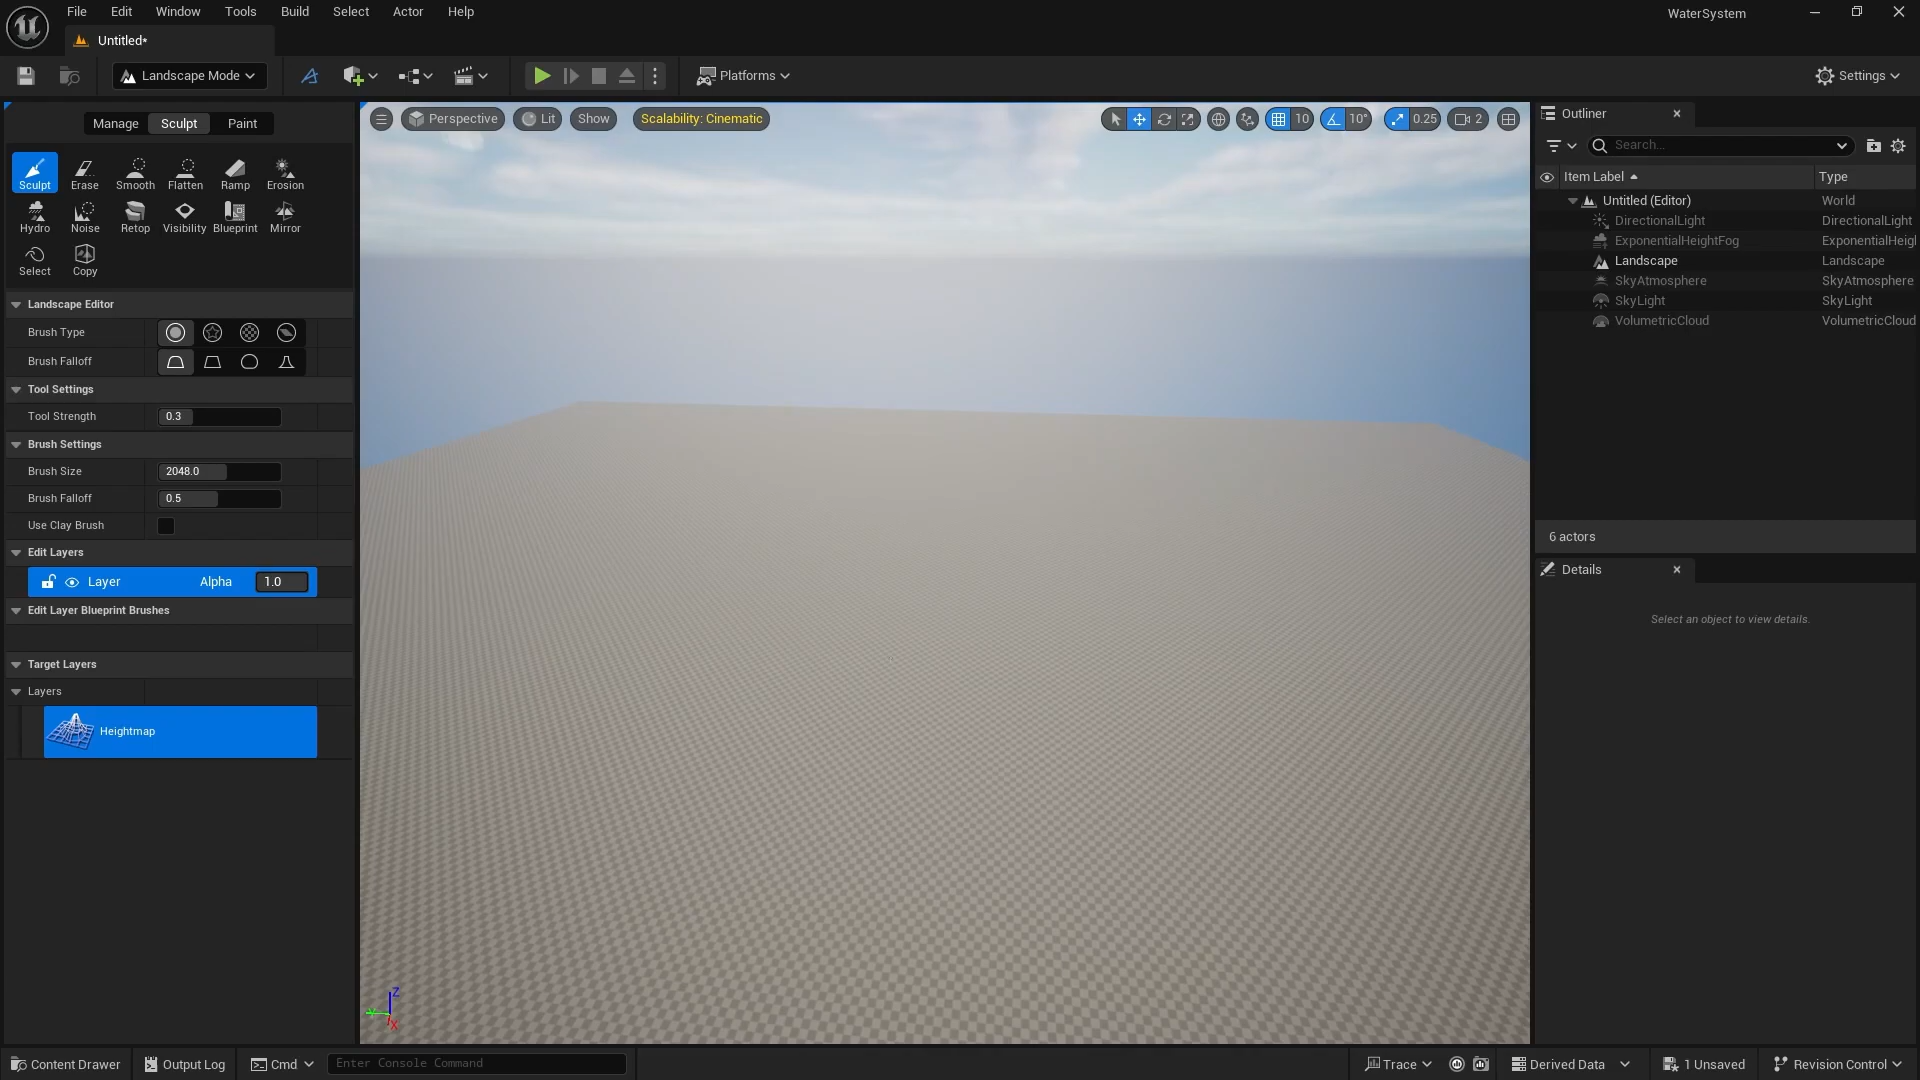 File Edit Window Tools Build Select Actor Help
WaterSystem
Untitled*
Landscape Mode
Platforms
Settings
Manage Sculpt Paint
Sculpt Erase Smooth Flatten Ramp Erosion
Hydro Noise Retop Visibility Blueprint Mirror
Select Copy
Landscape Editor
Brush Type
Brush Falloff
Tool Settings
Tool Strength 0.3
Brush Settings
Brush Size 2048.0
Brush Falloff 0.5
Use Clay Brush
Edit Layers
Layer Alpha 1.0
Edit Layer Blueprint Brushes
Target Layers
Layers
Heightmap
Perspective Lit Show Scalability: Cinematic
10 10° 0.25 2
Z
Y
X
Outliner
Search...
Item Label Type
Untitled (Editor) World
DirectionalLight DirectionalLight
ExponentialHeightFog ExponentialHeigl
Landscape Landscape
SkyAtmosphere SkyAtmosphere
SkyLight SkyLight
VolumetricCloud VolumetricCloud
6 actors
Details
Select an object to view details.
Content Drawer Output Log Cmd Enter Console Command
Trace Derived Data 1 Unsaved Revision Control